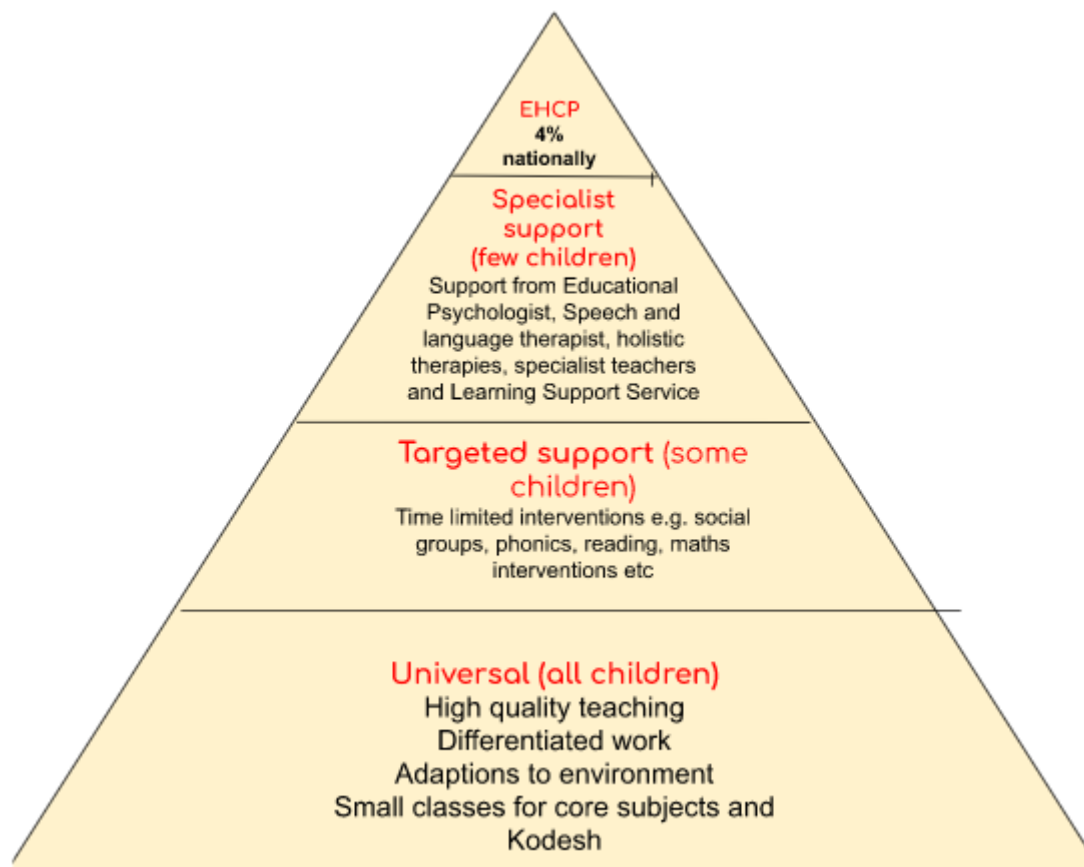 EHCP
4%
nationally
Specialist
support
(few children)
Support from Educational
Psychologist, Speech and
language therapist, holistic
therapies, specialist teachers
and Learning Support Service
Targeted support (some
children)
Time limited interventions e.g. social
groups, phonics, reading, maths
interventions etc
Universal (all children)
High quality teaching
Differentiated work
Adaptions to environment
Small classes for core subjects and
Kodesh